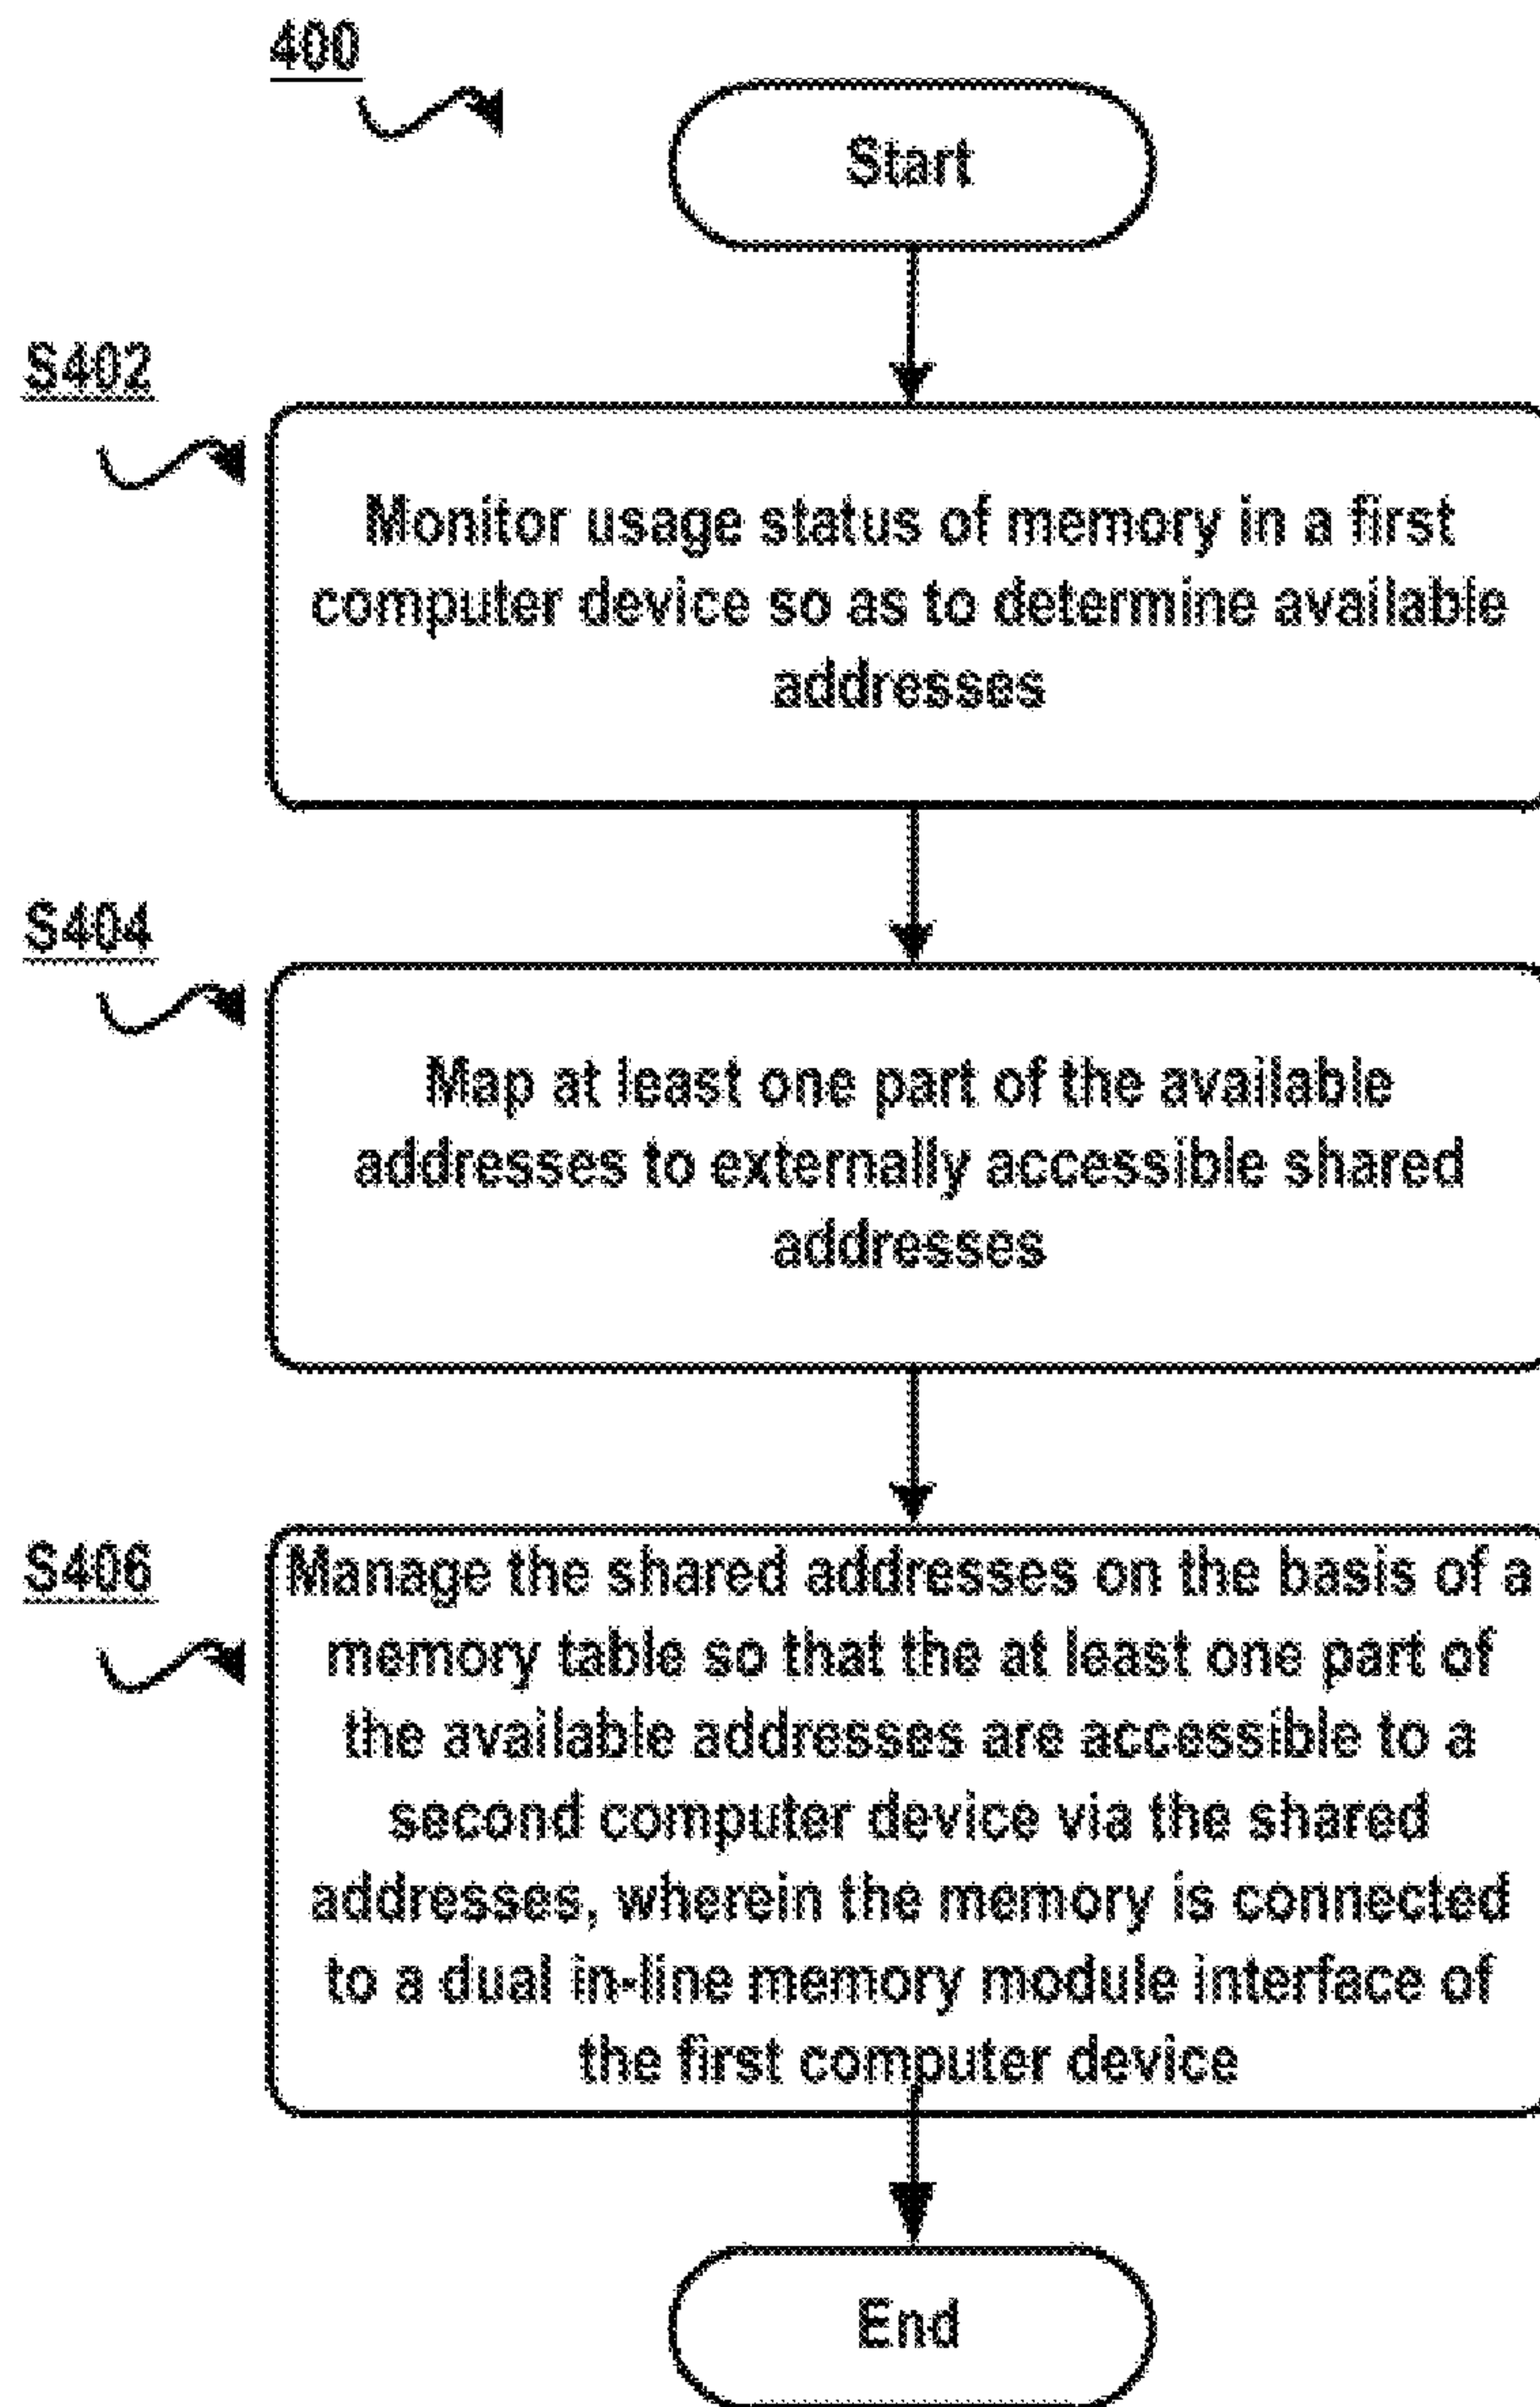 400
Start
S402
Monitor usage status of memory in a first
computer device so as to determine available
addresses
S404
Map at least one part of the available
addresses to externally accessible shared
addresses
S406
Manage the shared addresses on the basis of a
memory table so that the at least one part of
the available addresses are accessible to a
second computer device via the shared
addresses, wherein the memory is connected
to a dual in-line memory module interface of
the first computer device
End